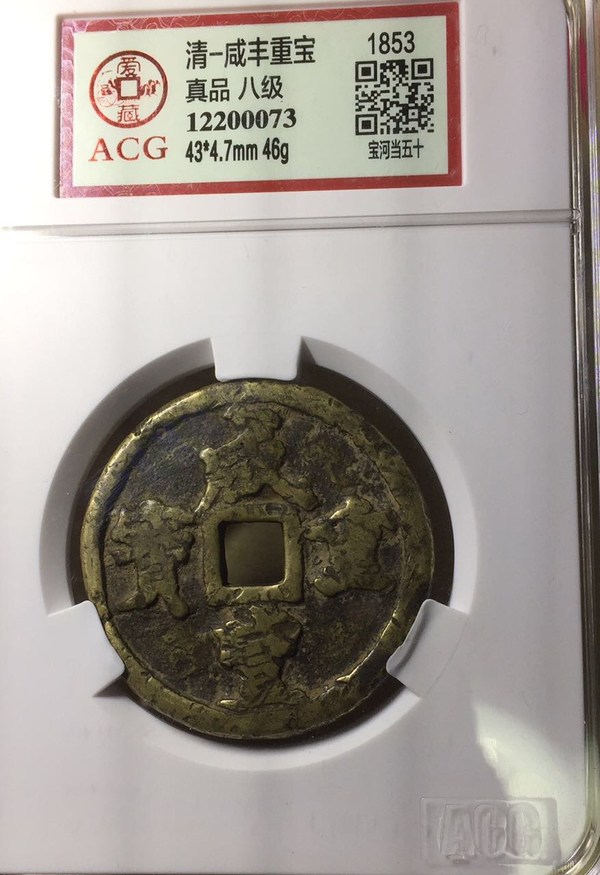 爱藏
ACG
清-咸丰重宝
真品 八级
12200073
43*4.7mm 46g
1853
宝河当五十
咸豐重寶
ACG